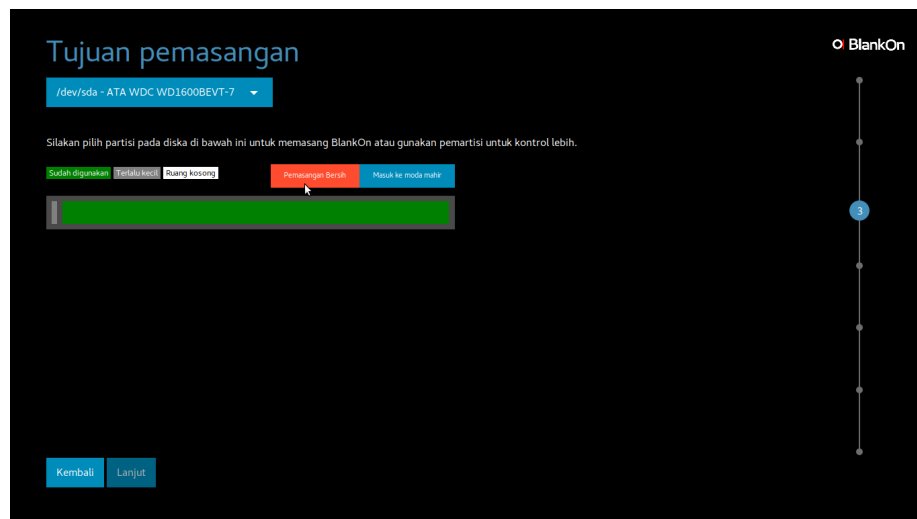 Tujuan pemasangan
BlankOn
/dev/sda - ATA WDC WD1600BEVT-7
Silakan pilih partisi pada diska di bawah ini untuk memasang BlankOn atau gunakan pemartisi untuk kontrol lebih.
Sudah digunakan Terlalu kecil Ruang kosong Pemasangan Bersih Masuk ke moda mahir
3
Kembali Lanjut